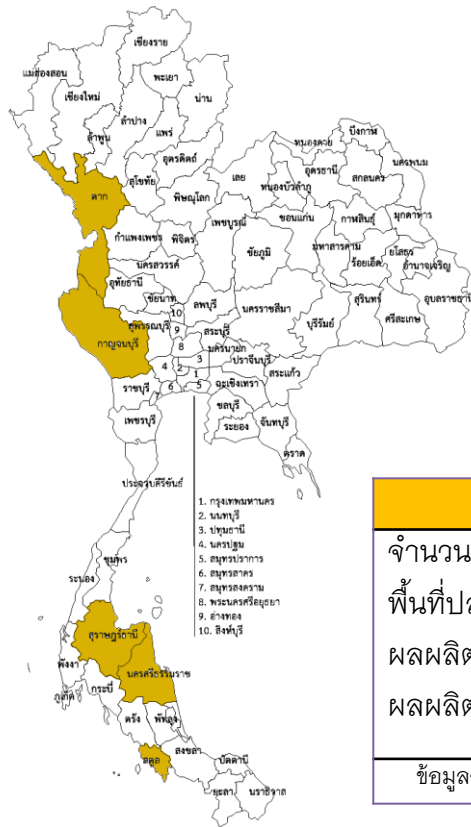 เชียงราย
แม่ฮ่องสอน
พะเยา
เชียงใหม่
น่าน
ลำปาง
ลำพูน
แพร่
อุตรดิตถ์
สุโขทัย
ตาก
พิษณุโลก
กำแพงเพชร
พิจิตร
เพชรบูรณ์
นครสวรรค์
อุทัยธานี
ชัยนาท
เลย
หนองคาย
บึงกาฬ
อุดรธานี
หนองบัวลำภู
สกลนคร
นครพนม
ขอนแก่น
กาฬสินธุ์
มุกดาหาร
ชัยภูมิ
มหาสารคาม
ร้อยเอ็ด
ยโสธร
อำนาจเจริญ
ลพบุรี
นครราชสีมา
บุรีรัมย์
สุรินทร์
ศรีสะเกษ
อุบลราชธานี
สุพรรณบุรี
10
9
สระบุรี
8
นครนายก
กาญจนบุรี
3
ปราจีนบุรี
4
2
1
สระแก้ว
6
5
ฉะเชิงเทรา
ราชบุรี
ชลบุรี
เพชรบุรี
ระยอง
จันทบุรี
ตราด
ประจวบคีรีขันธ์
1. กรุงเทพมหานคร
2. นนทบุรี
3. ปทุมธานี
4. นครปฐม
5. สมุทรปราการ
6. สมุทรสาคร
7. สมุทรสงคราม
8. พระนครศรีอยุธยา
9. อ่างทอง
10. สิงห์บุรี
ชุมพร
ระนอง
สุราษฎร์ธานี
พังงา
นครศรีธรรมราช
กระบี่
ภูเก็ต
ตรัง
พัทลุง
สตูล
สงขลา
ปัตตานี
ยะลา
นราธิวาส
จำนวน
พื้นที่ปล
ผลผลิต
ผลผลิต
ข้อมูล